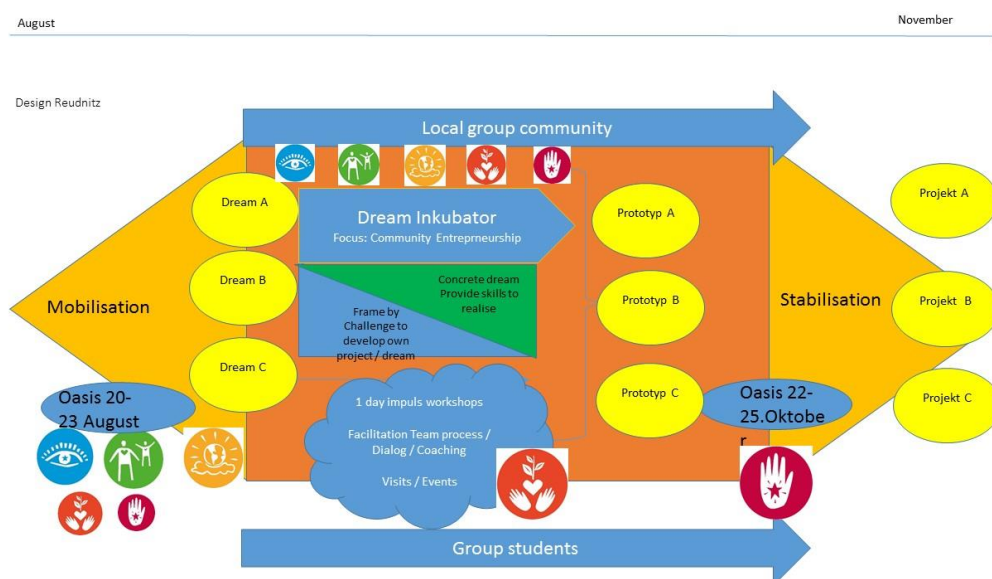 August
November
Design Reudnitz
Local group community
Dream A
Dream Inkubator
Focus: Community Entreprneurship
Prototyp A
Projekt A
Mobilisation
Dream B
Concrete dream
Provide skills to
realise
Frame by
Challenge to
develop own
project / dream
Prototyp B
Stabilisation
Projekt B
Dream C
Prototyp C
Projekt C
Oasis 20-
23 August
1 day impuls workshops
Facilitation Team process /
Dialog / Coaching
Visits / Events
Oasis 22-
25.Oktobe
r
Group students